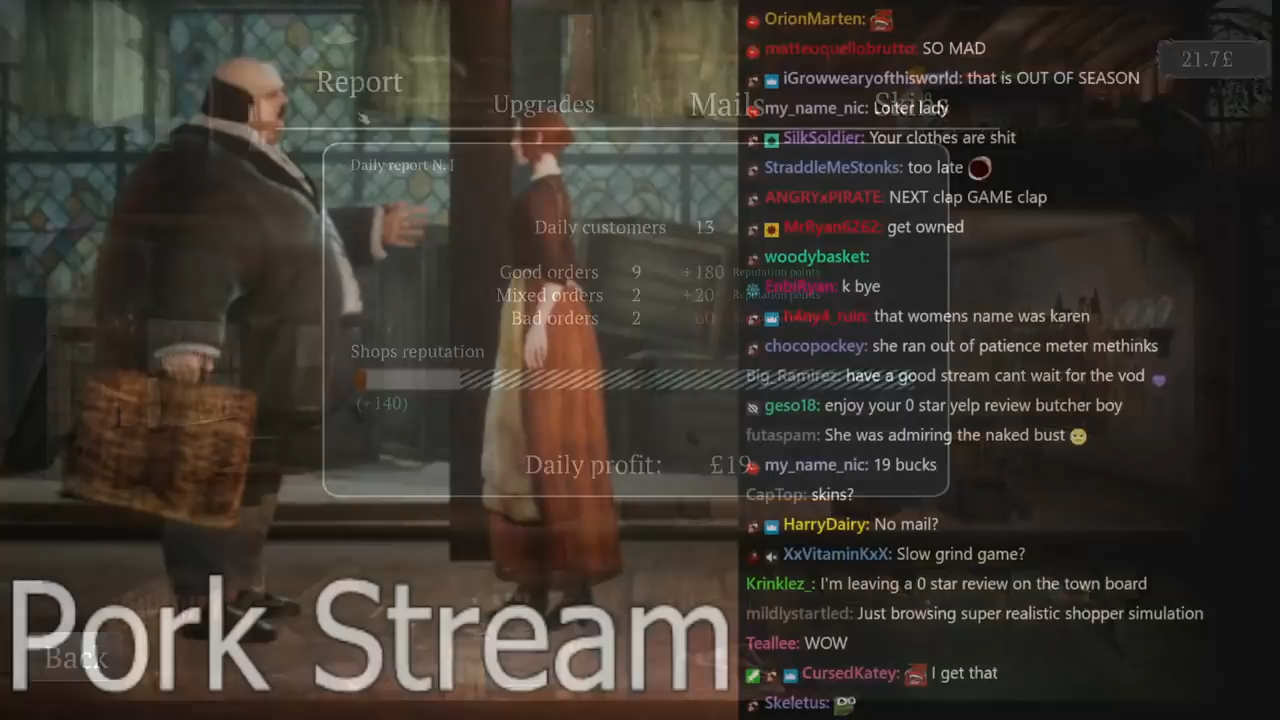 Report
Upgrades
Mails
Daily report N. 1
Daily customers 13
Good orders 9 +180 Reputation points
Mixed orders 2 +20 Reputation points
Bad orders 2 -60
Shops reputation
(+140)
Daily profit: £19
Back
Pork Stream
21.7£
OrionMarten:
matteoquellobrutto: SO MAD
iGrowwearyofthisworld: that is OUT OF SEASON
my_name_nic: Loiter lady
SilkSoldier: Your clothes are shit
StraddleMeStonks: too late
ANGRYxPIRATE: NEXT clap GAME clap
MrRyan6262: get owned
woodybasket:
EnbiRyan: k bye
h4ny4_ruin: that womens name was karen
chocopockey: she ran out of patience meter methinks
Big_Ramirez: have a good stream cant wait for the vod
geso18: enjoy your 0 star yelp review butcher boy
futaspam: She was admiring the naked bust
my_name_nic: 19 bucks
CapTop: skins?
HarryDairy: No mail?
XxVitaminKxX: Slow grind game?
Krinklez_: I'm leaving a 0 star review on the town board
mildlystartled: Just browsing super realistic shopper simulation
Teallee: WOW
CursedKatey: I get that
Skeletus: